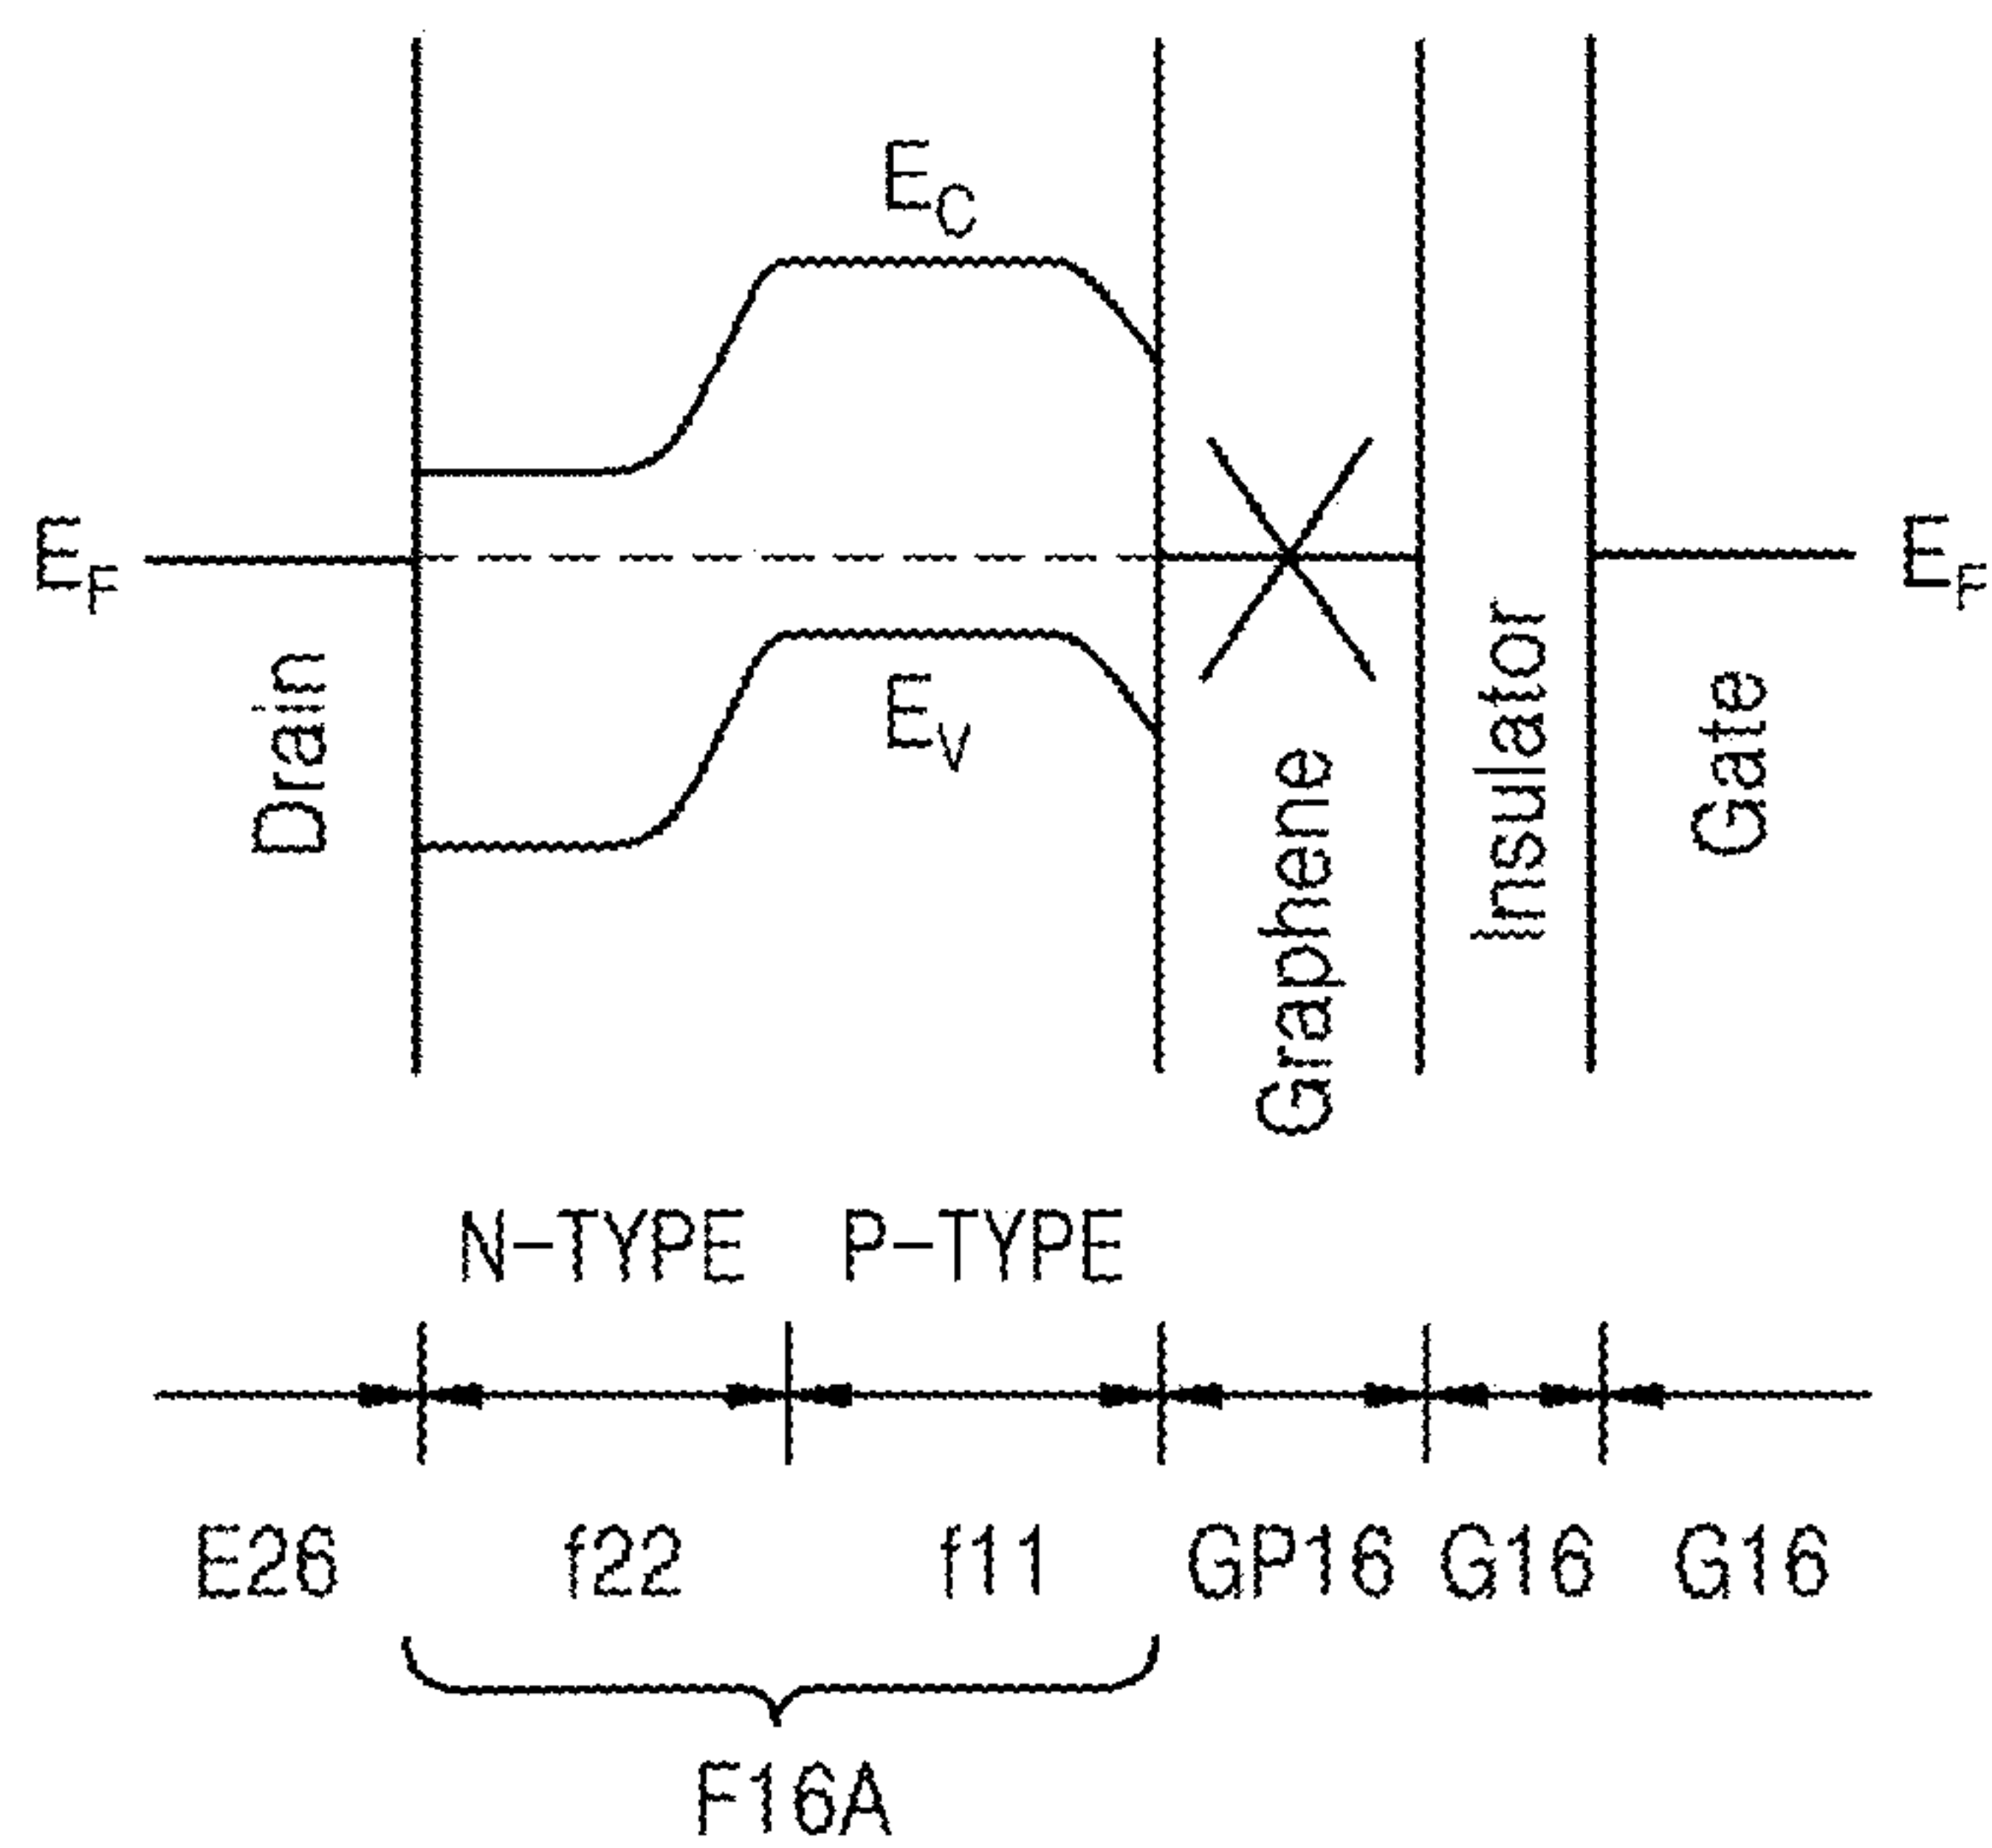 E_C
E_F
E_F
E_V
Drain
Graphene
Insulator
Gate
N-TYPE P-TYPE
E26 f22 f11 GP16 G16 G16
F16A